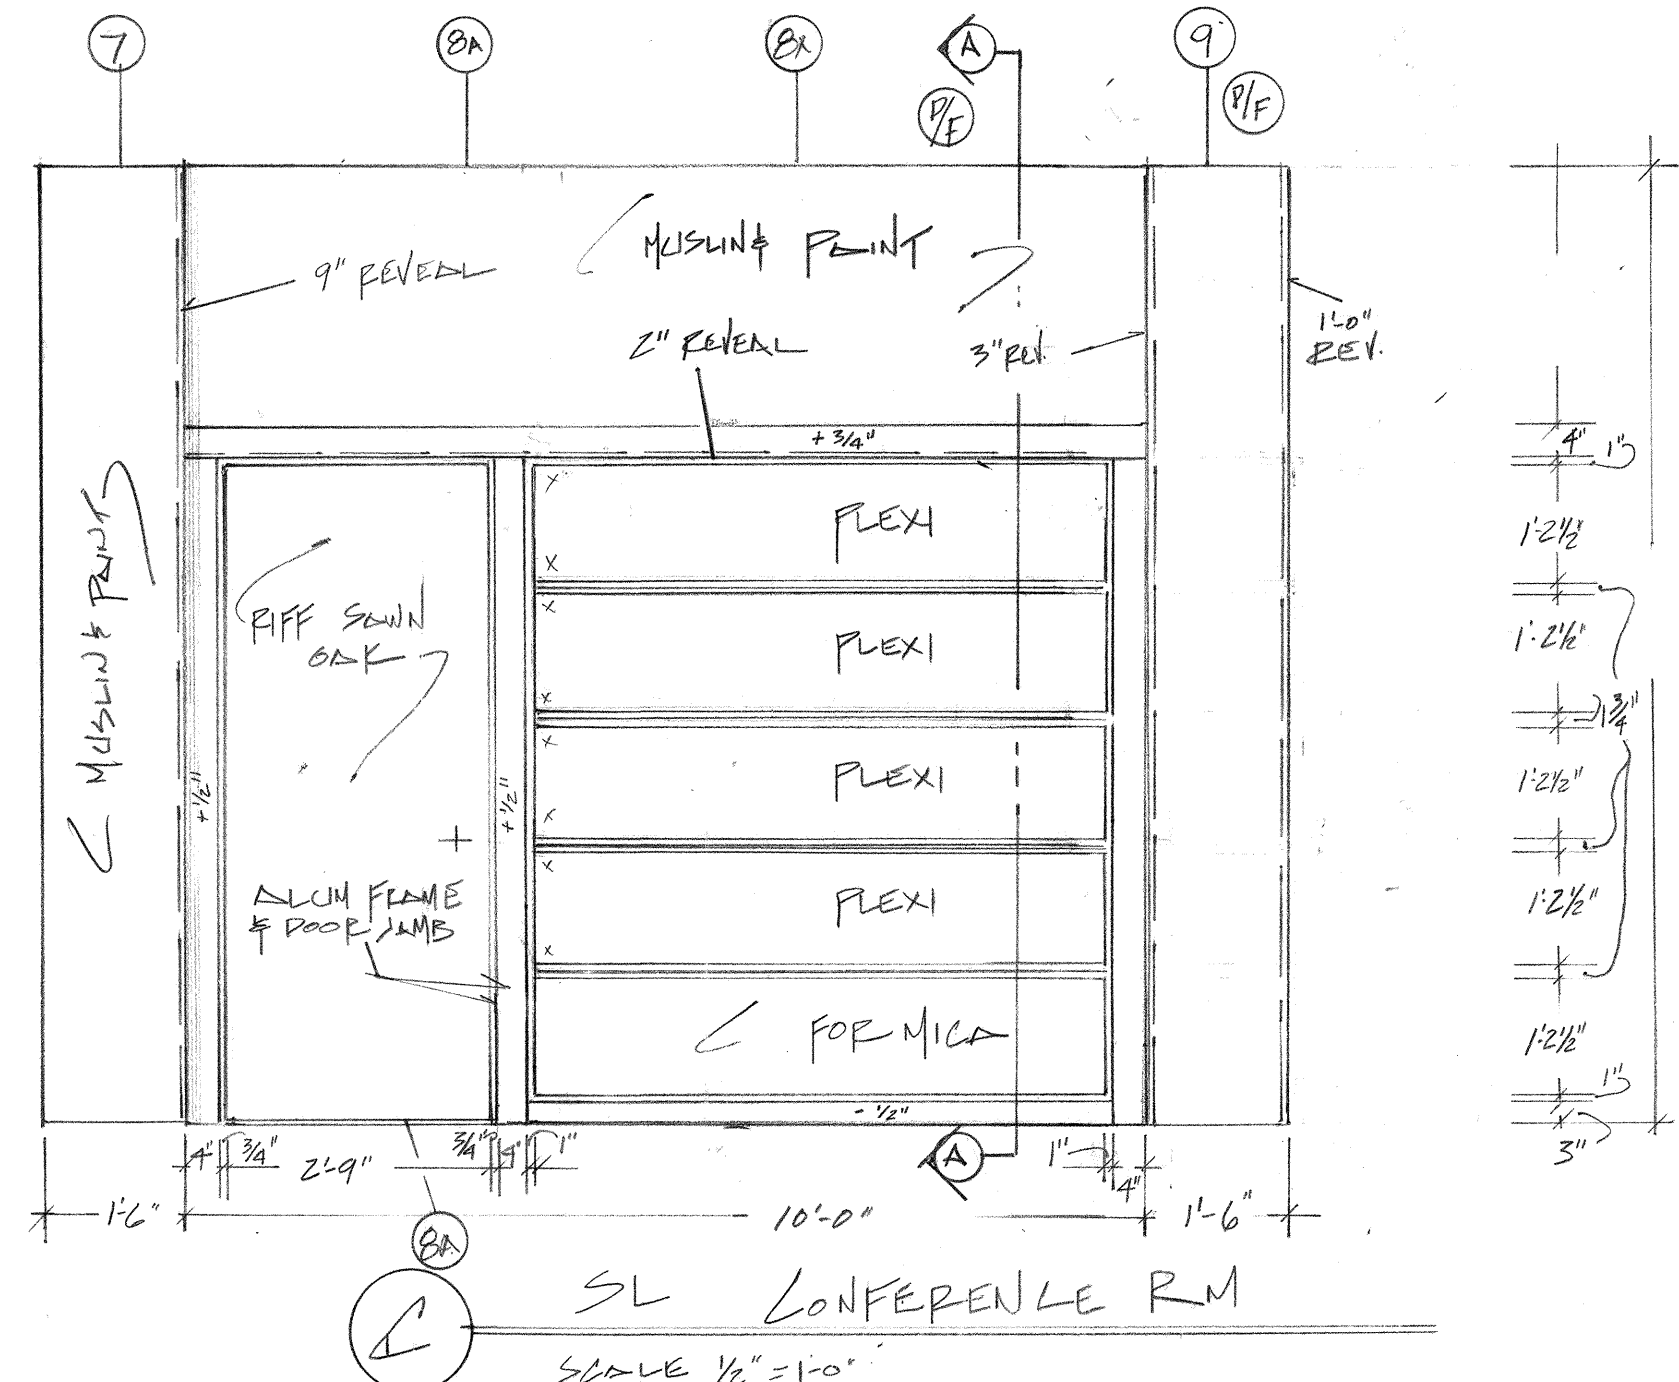 7
8A
8X
A
9
D/E
P/F
MUSLIN & PAINT
9" REVEAL
2" REVEAL
3" REV.
1'-0"
REV.
+ 3/4"
4"
1"
MUSLIN & PAINT
PLEXI
1'-2 1/2"
RIFF SAWN
OAK
PLEXI
1'-2 1/2"
1 3/4"
+ 1/2"
+ 1/2"
PLEXI
1'-2 1/2"
ALUM FRAME
& DOOR JAMB
PLEXI
1'-2 1/2"
FORMICA
1'-2 1/2"
1"
- 1/2"
3"
4"
3/4"
2'-9"
3/4"
4"
1"
A
1"
4"
1'-6"
10'-0"
1'-6"
8A
C
SL CONFERENCE RM
SCALE 1/2" = 1'-0"